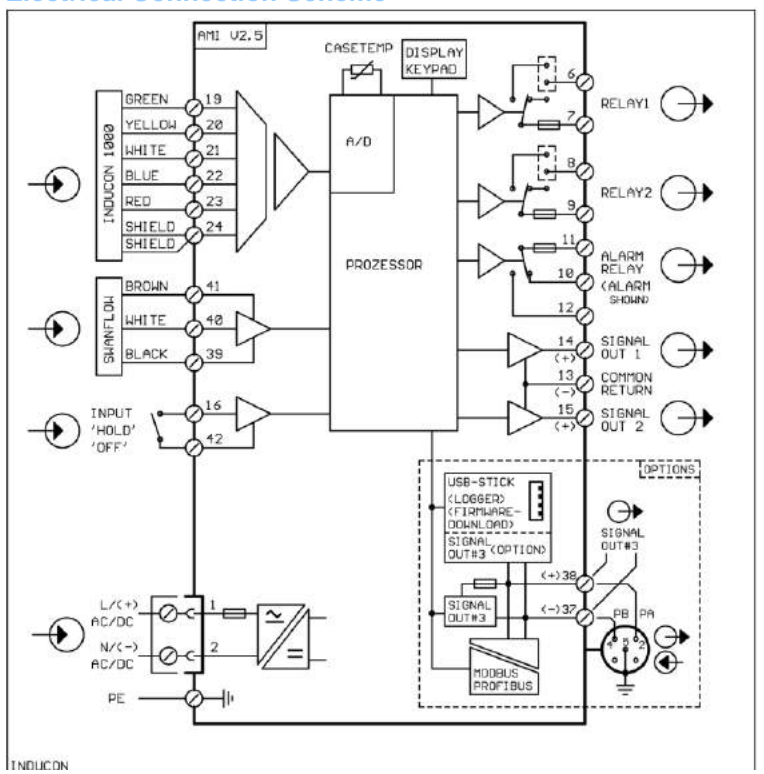 Electrical Connection Scheme
AMI V2.5
CASETEMP
DISPLAY
KEYPAD
A/D
PROZESSOR
INDUCON 1000
GREEN 19
YELLOW 20
WHITE 21
BLUE 22
RED 23
SHIELD 24
SHIELD
SWANFLOW
BROWN 41
WHITE 40
BLACK 39
INPUT
'HOLD'
'OFF'
16
42
L/(+)
AC/DC
1
N/(-)
AC/DC
2
PE
6
RELAY1
7
8
RELAY2
9
11
10
12
ALARM
RELAY
(ALARM
SHOWN)
14
(+)
SIGNAL
OUT 1
13
(-)
COMMON
RETURN
15
(+)
SIGNAL
OUT 2
OPTIONS
USB-STICK
(LOGGER)
(FIRMWARE-
DOWNLOAD)
SIGNAL
OUT#3 (OPTION)
SIGNAL
OUT#3
(+)38
(-)37
SIGNAL
OUT#3
PB PA
4 5 2
MODBUS
PROFIBUS
INDUCON